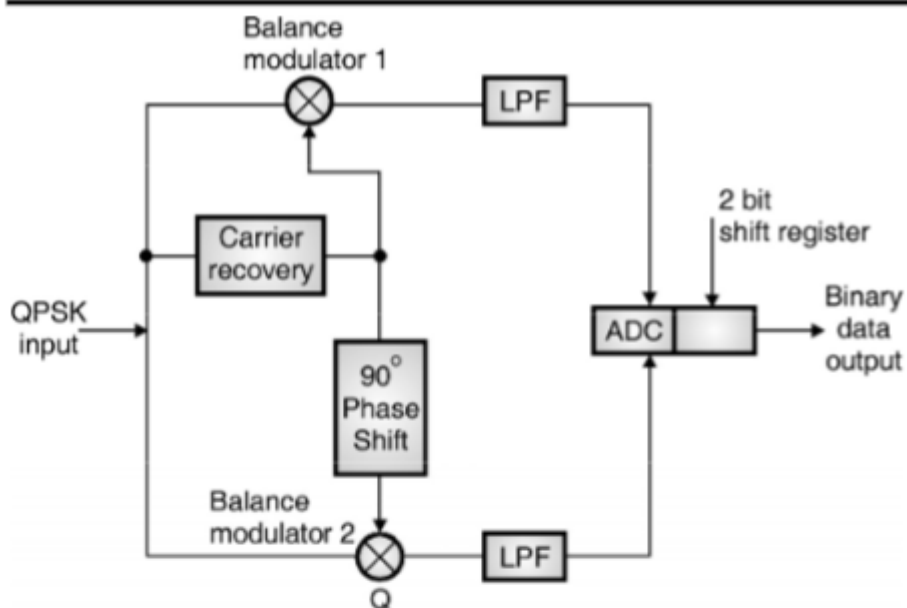 Balance
modulator 1
LPF
2 bit
shift register
Carrier
recovery
QPSK
input
ADC
Binary
data
output
90°
Phase
Shift
Balance
modulator 2
LPF
Q